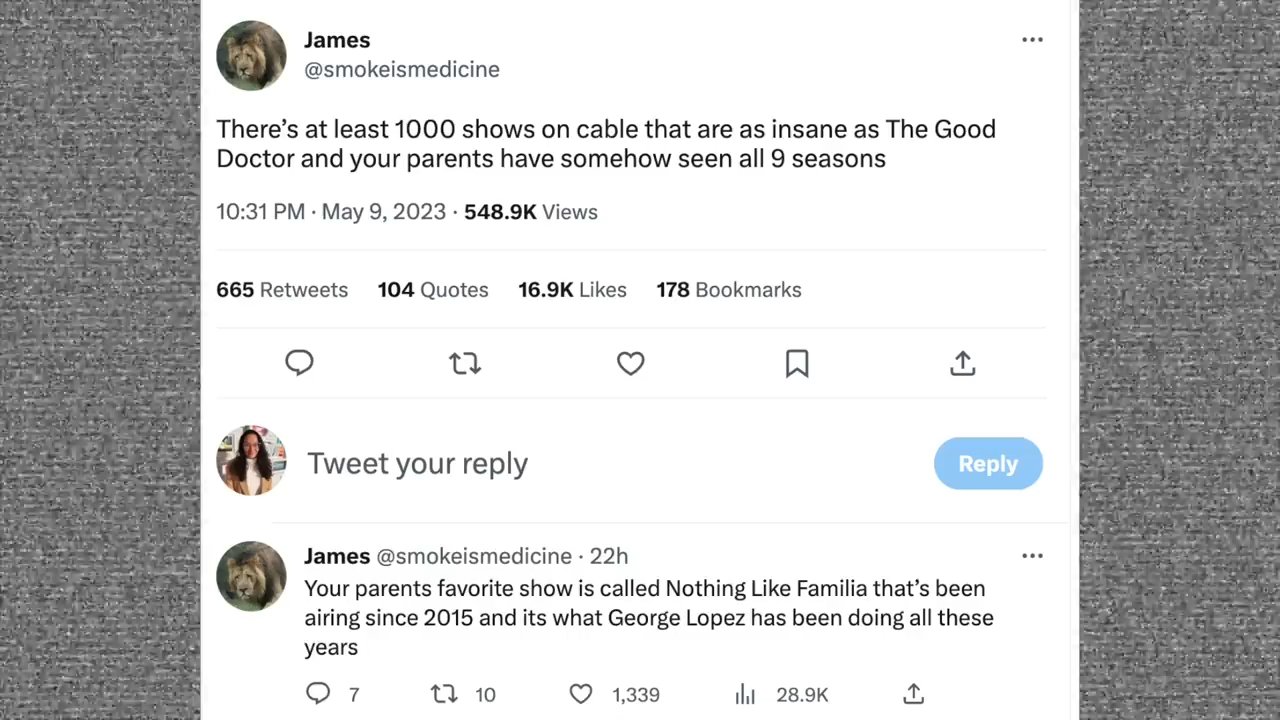 James
@smokeismedicine
There’s at least 1000 shows on cable that are as insane as The Good
Doctor and your parents have somehow seen all 9 seasons
10:31 PM · May 9, 2023 · 548.9K Views
665 Retweets 104 Quotes 16.9K Likes 178 Bookmarks
Tweet your reply
Reply
James @smokeismedicine · 22h
Your parents favorite show is called Nothing Like Familia that’s been
airing since 2015 and its what George Lopez has been doing all these
years
7 10 1,339 28.9K